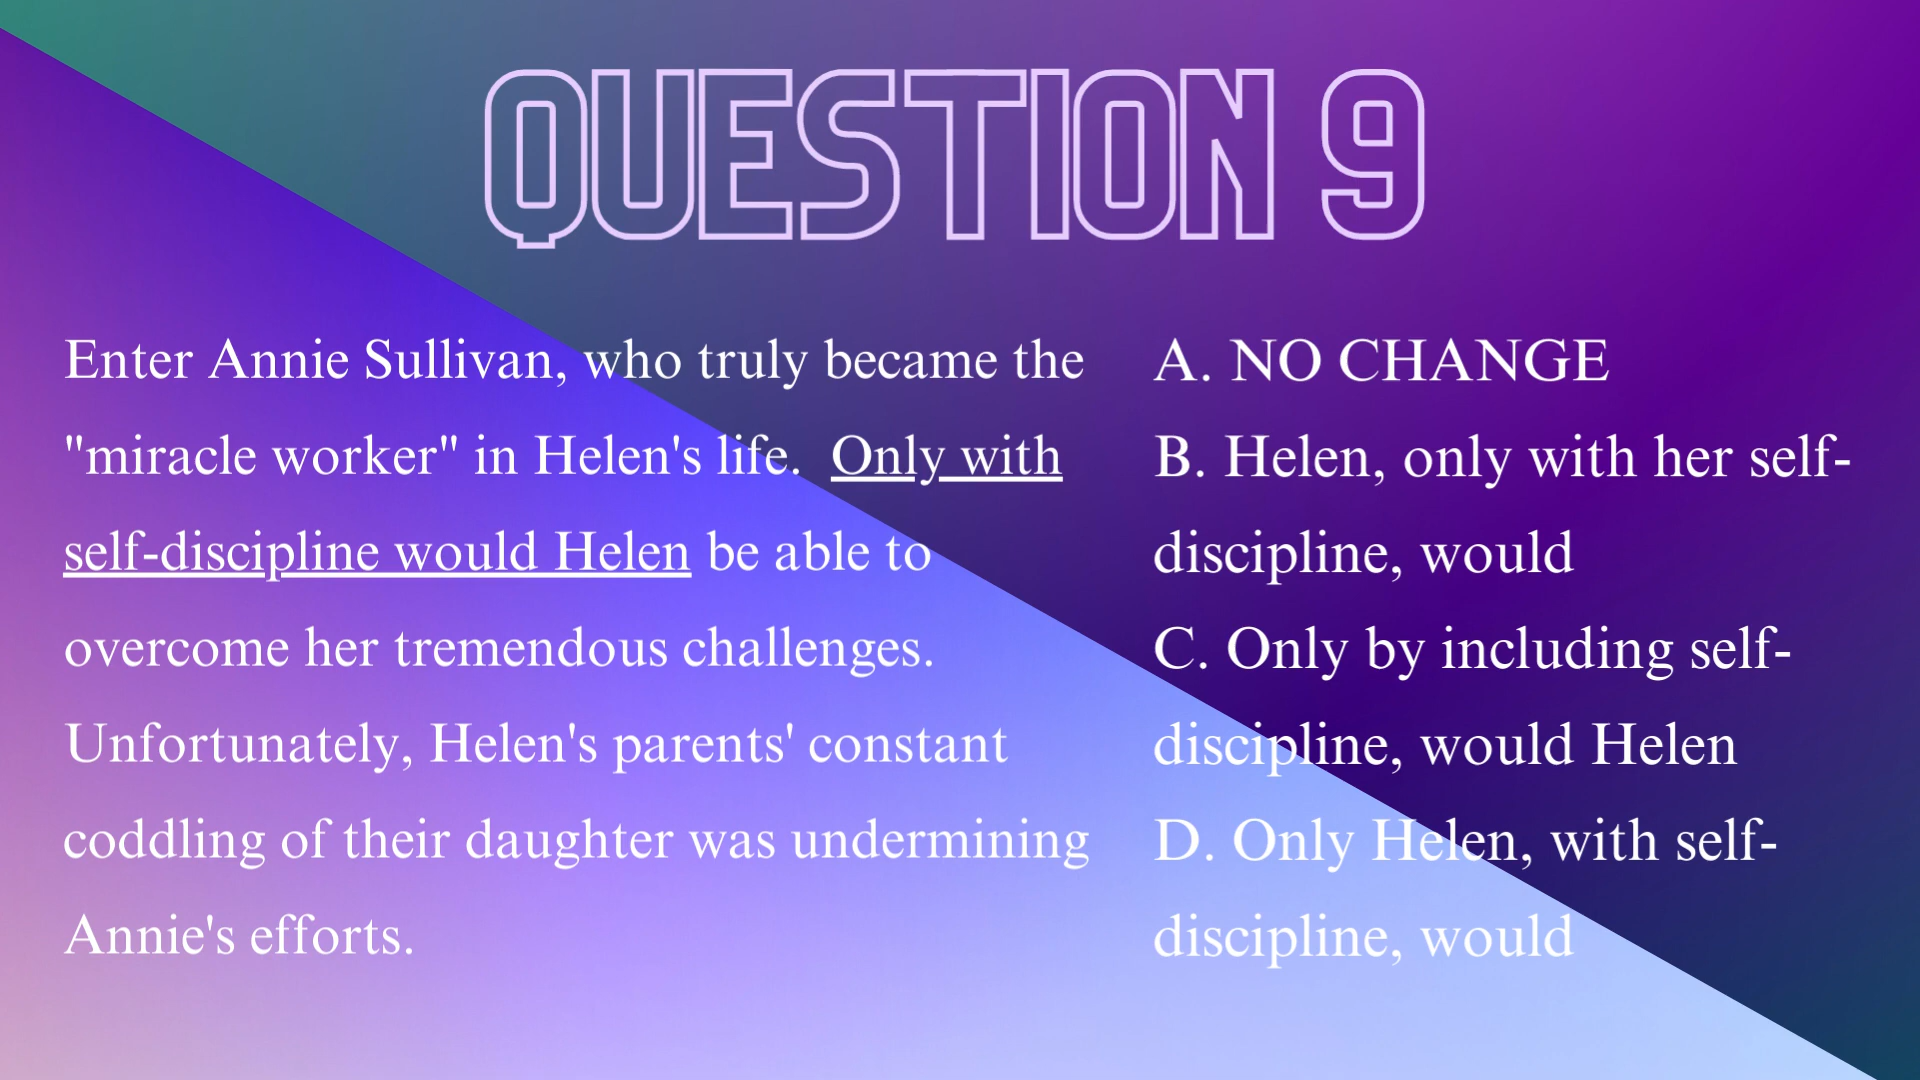 QUESTION 9
Enter Annie Sullivan, who truly became the
"miracle worker" in Helen's life.  Only with
self-discipline would Helen be able to
overcome her tremendous challenges.
Unfortunately, Helen's parents' constant
coddling of their daughter was undermining
Annie's efforts.
A. NO CHANGE
B. Helen, only with her self-
discipline, would
C. Only by including self-
discipline, would Helen
D. Only Helen, with self-
discipline, would